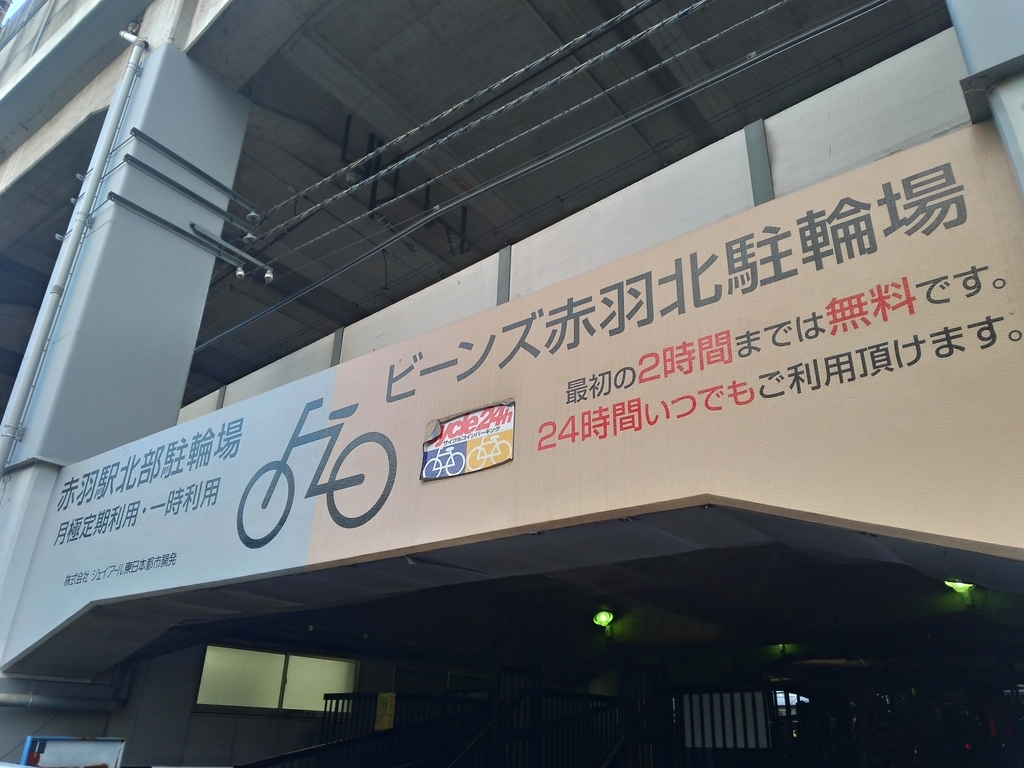 赤羽駅北部駐輪場
月極定期利用・一時利用
株式会社 ジェイアール東日本都市開発
ビーンズ赤羽北駐輪場
最初の2時間までは無料です。
24時間いつでもご利用頂けます。
ycle24h
サイクルコインパーキング